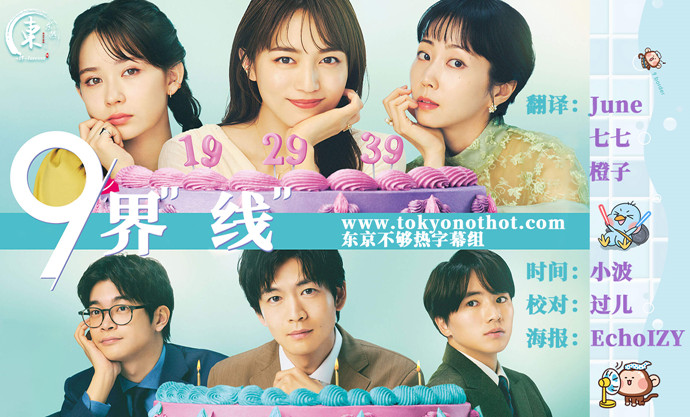 東
19 29 39
9界"线"
www.tokyonothot.com
东京不够热字幕组
翻译：June
七七
橙子
时间：小波
校对：过儿
海报：EchoIZY